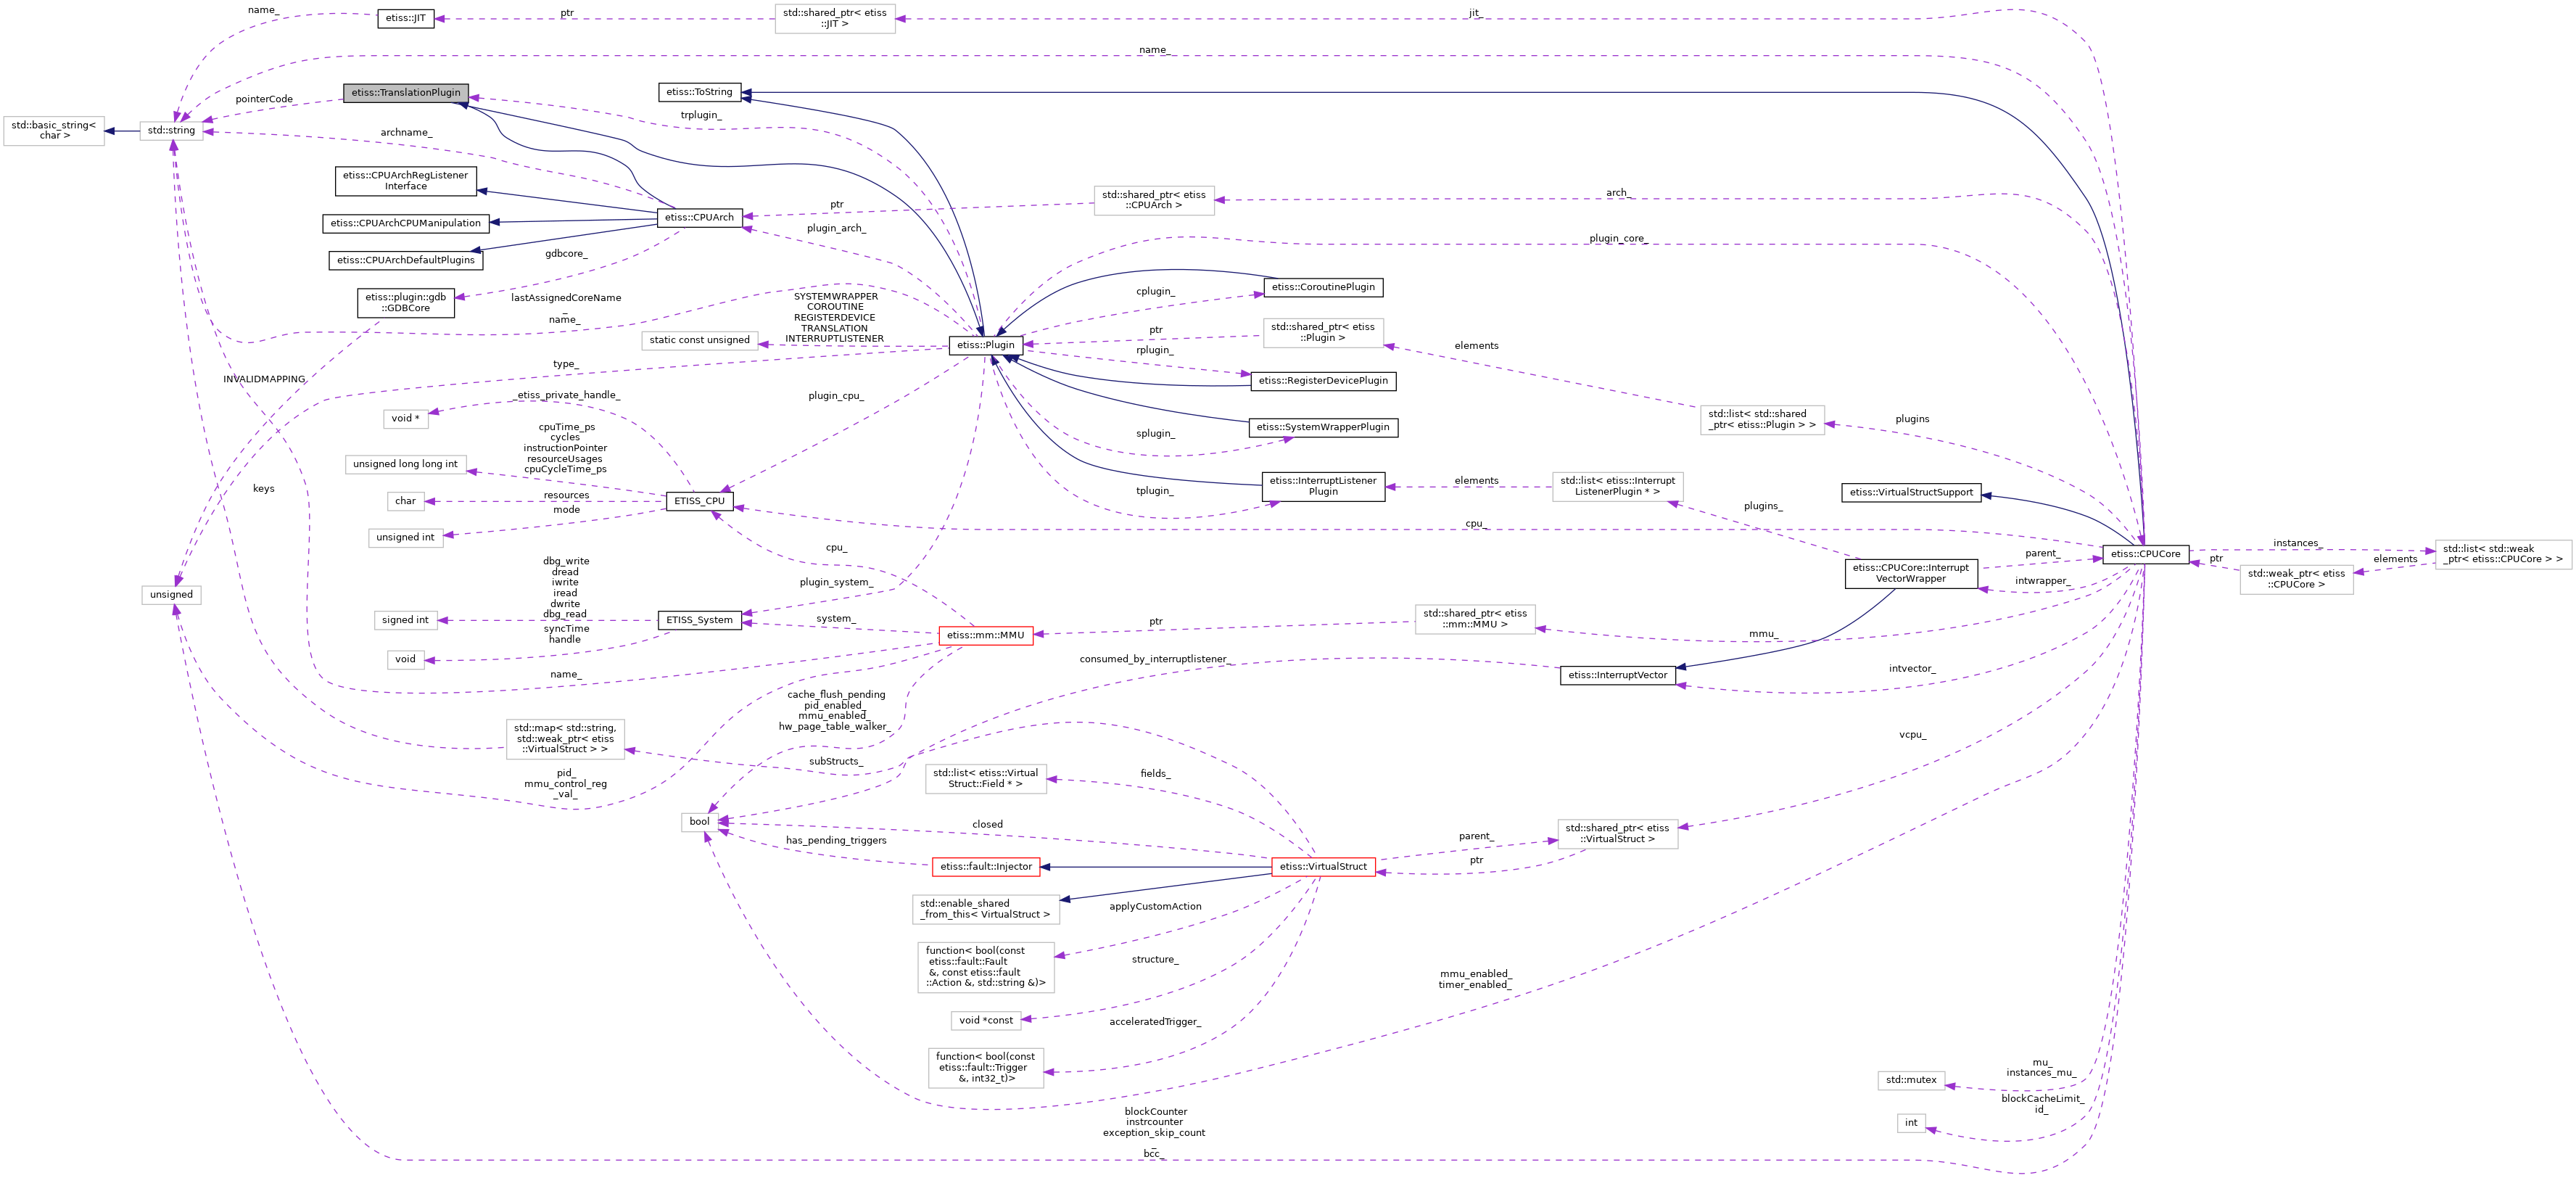 name_
etiss::JIT
ptr
std::shared_ptr< etiss
::JIT >
jit_
name_
etiss::TranslationPlugin
pointerCode
etiss::ToString
trplugin_
std::basic_string<
char >
std::string
archname_
etiss::CPUArchRegListener
Interface
etiss::CPUArchCPUManipulation
etiss::CPUArchDefaultPlugins
etiss::CPUArch
ptr
std::shared_ptr< etiss
::CPUArch >
arch_
plugin_arch_
gdbcore_
plugin_core_
etiss::plugin::gdb
::GDBCore
lastAssignedCoreName
_
name_
SYSTEMWRAPPER
COROUTINE
REGISTERDEVICE
TRANSLATION
INTERRUPTLISTENER
static const unsigned
etiss::Plugin
cplugin_
etiss::CoroutinePlugin
ptr
std::shared_ptr< etiss
::Plugin >
rplugin_
etiss::RegisterDevicePlugin
elements
INVALIDMAPPING
type_
plugin_cpu_
_etiss_private_handle_
void *
splugin_
etiss::SystemWrapperPlugin
std::list< std::shared
_ptr< etiss::Plugin > >
plugins
cpuTime_ps
cycles
instructionPointer
resourceUsages
cpuCycleTime_ps
unsigned long long int
char
resources
mode
unsigned int
ETISS_CPU
tplugin_
etiss::InterruptListener
Plugin
elements
std::list< etiss::Interrupt
ListenerPlugin * >
plugins_
etiss::VirtualStructSupport
keys
cpu_
cpu_
etiss::CPUCore
instances_
std::list< std::weak
_ptr< etiss::CPUCore > >
elements
ptr
std::weak_ptr< etiss
::CPUCore >
parent_
etiss::CPUCore::Interrupt
VectorWrapper
intwrapper_
unsigned
dbg_write
dread
iwrite
iread
dwrite
dbg_read
signed int
syncTime
handle
void
ETISS_System
plugin_system_
system_
etiss::mm::MMU
ptr
std::shared_ptr< etiss
::mm::MMU >
mmu_
name_
consumed_by_interruptlistener_
etiss::InterruptVector
intvector_
cache_flush_pending
pid_enabled_
mmu_enabled_
hw_page_table_walker_
std::map< std::string,
std::weak_ptr< etiss
::VirtualStruct > >
subStructs_
vcpu_
pid_
mmu_control_reg
_val_
std::list< etiss::Virtual
Struct::Field * >
fields_
bool
closed
has_pending_triggers
etiss::fault::Injector
etiss::VirtualStruct
parent_
ptr
std::shared_ptr< etiss
::VirtualStruct >
std::enable_shared
_from_this< VirtualStruct >
applyCustomAction
function< bool(const
etiss::fault::Fault
&, const etiss::fault
::Action &, std::string &)>
structure_
void *const
acceleratedTrigger_
function< bool(const
etiss::fault::Trigger
&, int32_t)>
mmu_enabled_
timer_enabled_
std::mutex
mu_
instances_mu_
int
blockCacheLimit_
id_
blockCounter
instrcounter
exception_skip_count
_
bcc_